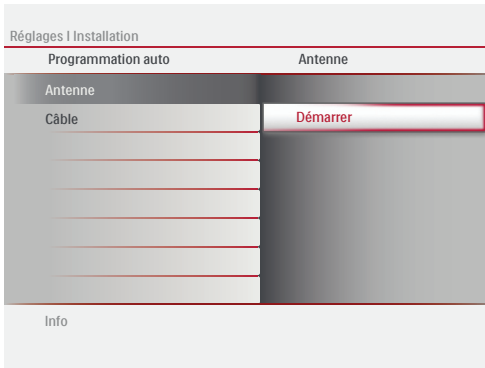 Réglages I Installation
Programmation auto
Antenne
Antenne
Câble
Démarrer
Info